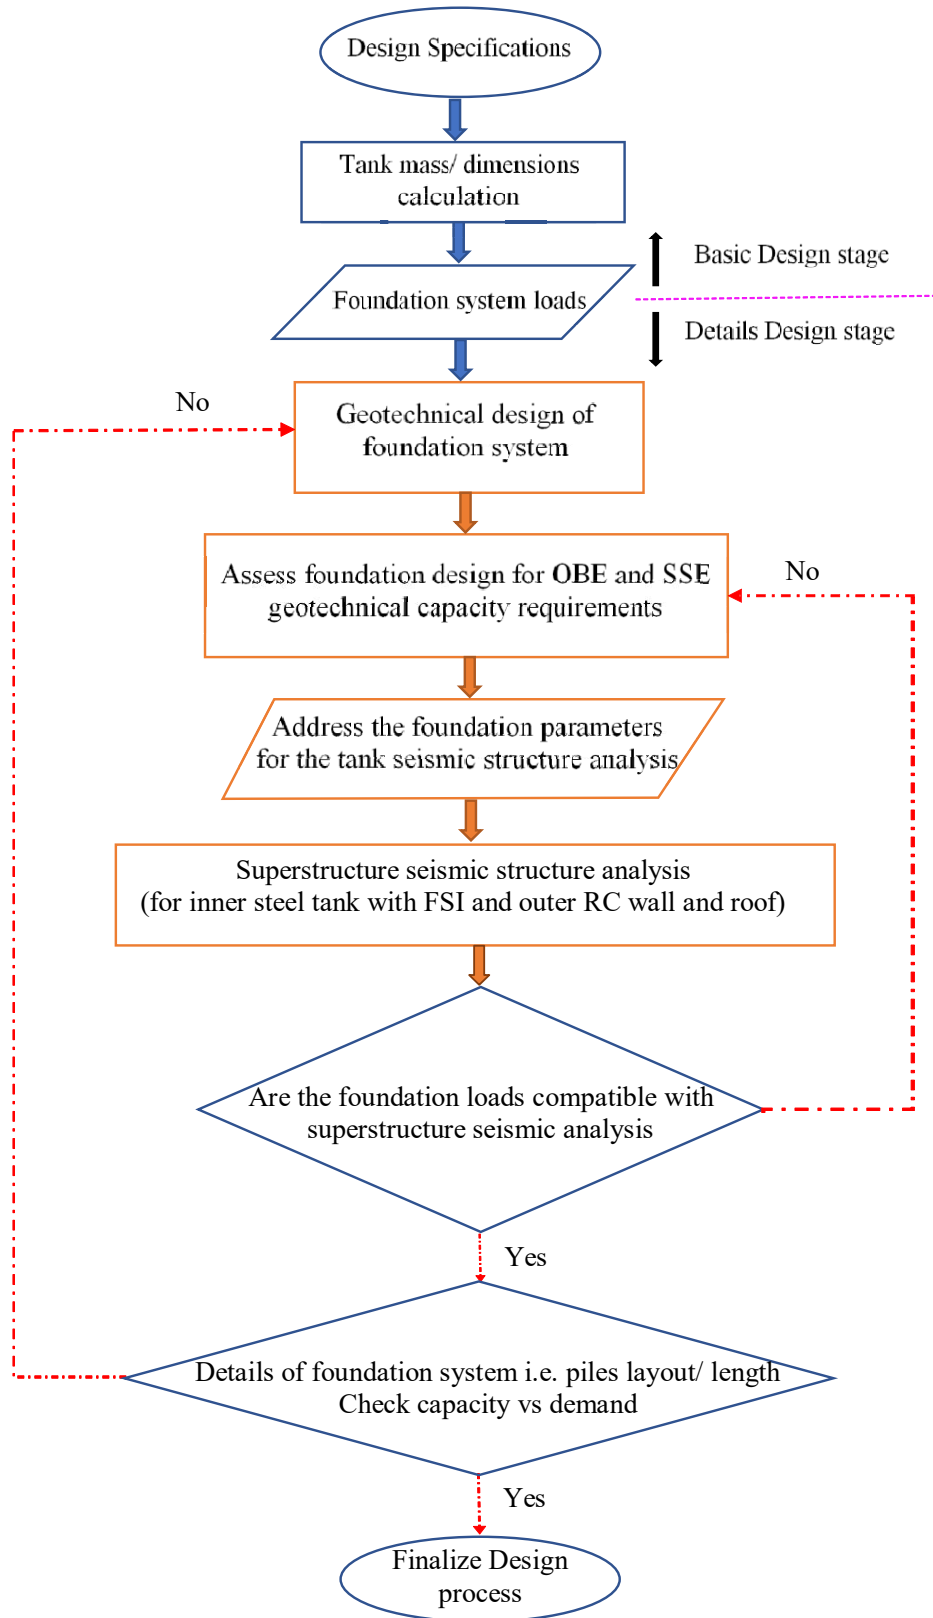 Design Specifications
Tank mass/ dimensions
calculation
Basic Design stage
Foundation system loads
Details Design stage
No
Geotechnical design of
foundation system
Assess foundation design for OBE and SSE
geotechnical capacity requirements
No
Address the foundation parameters
for the tank seismic structure analysis
Superstructure seismic structure analysis
(for inner steel tank with FSI and outer RC wall and roof)
Are the foundation loads compatible with
superstructure seismic analysis
Yes
Details of foundation system i.e. piles layout/ length
Check capacity vs demand
Yes
Finalize Design
process